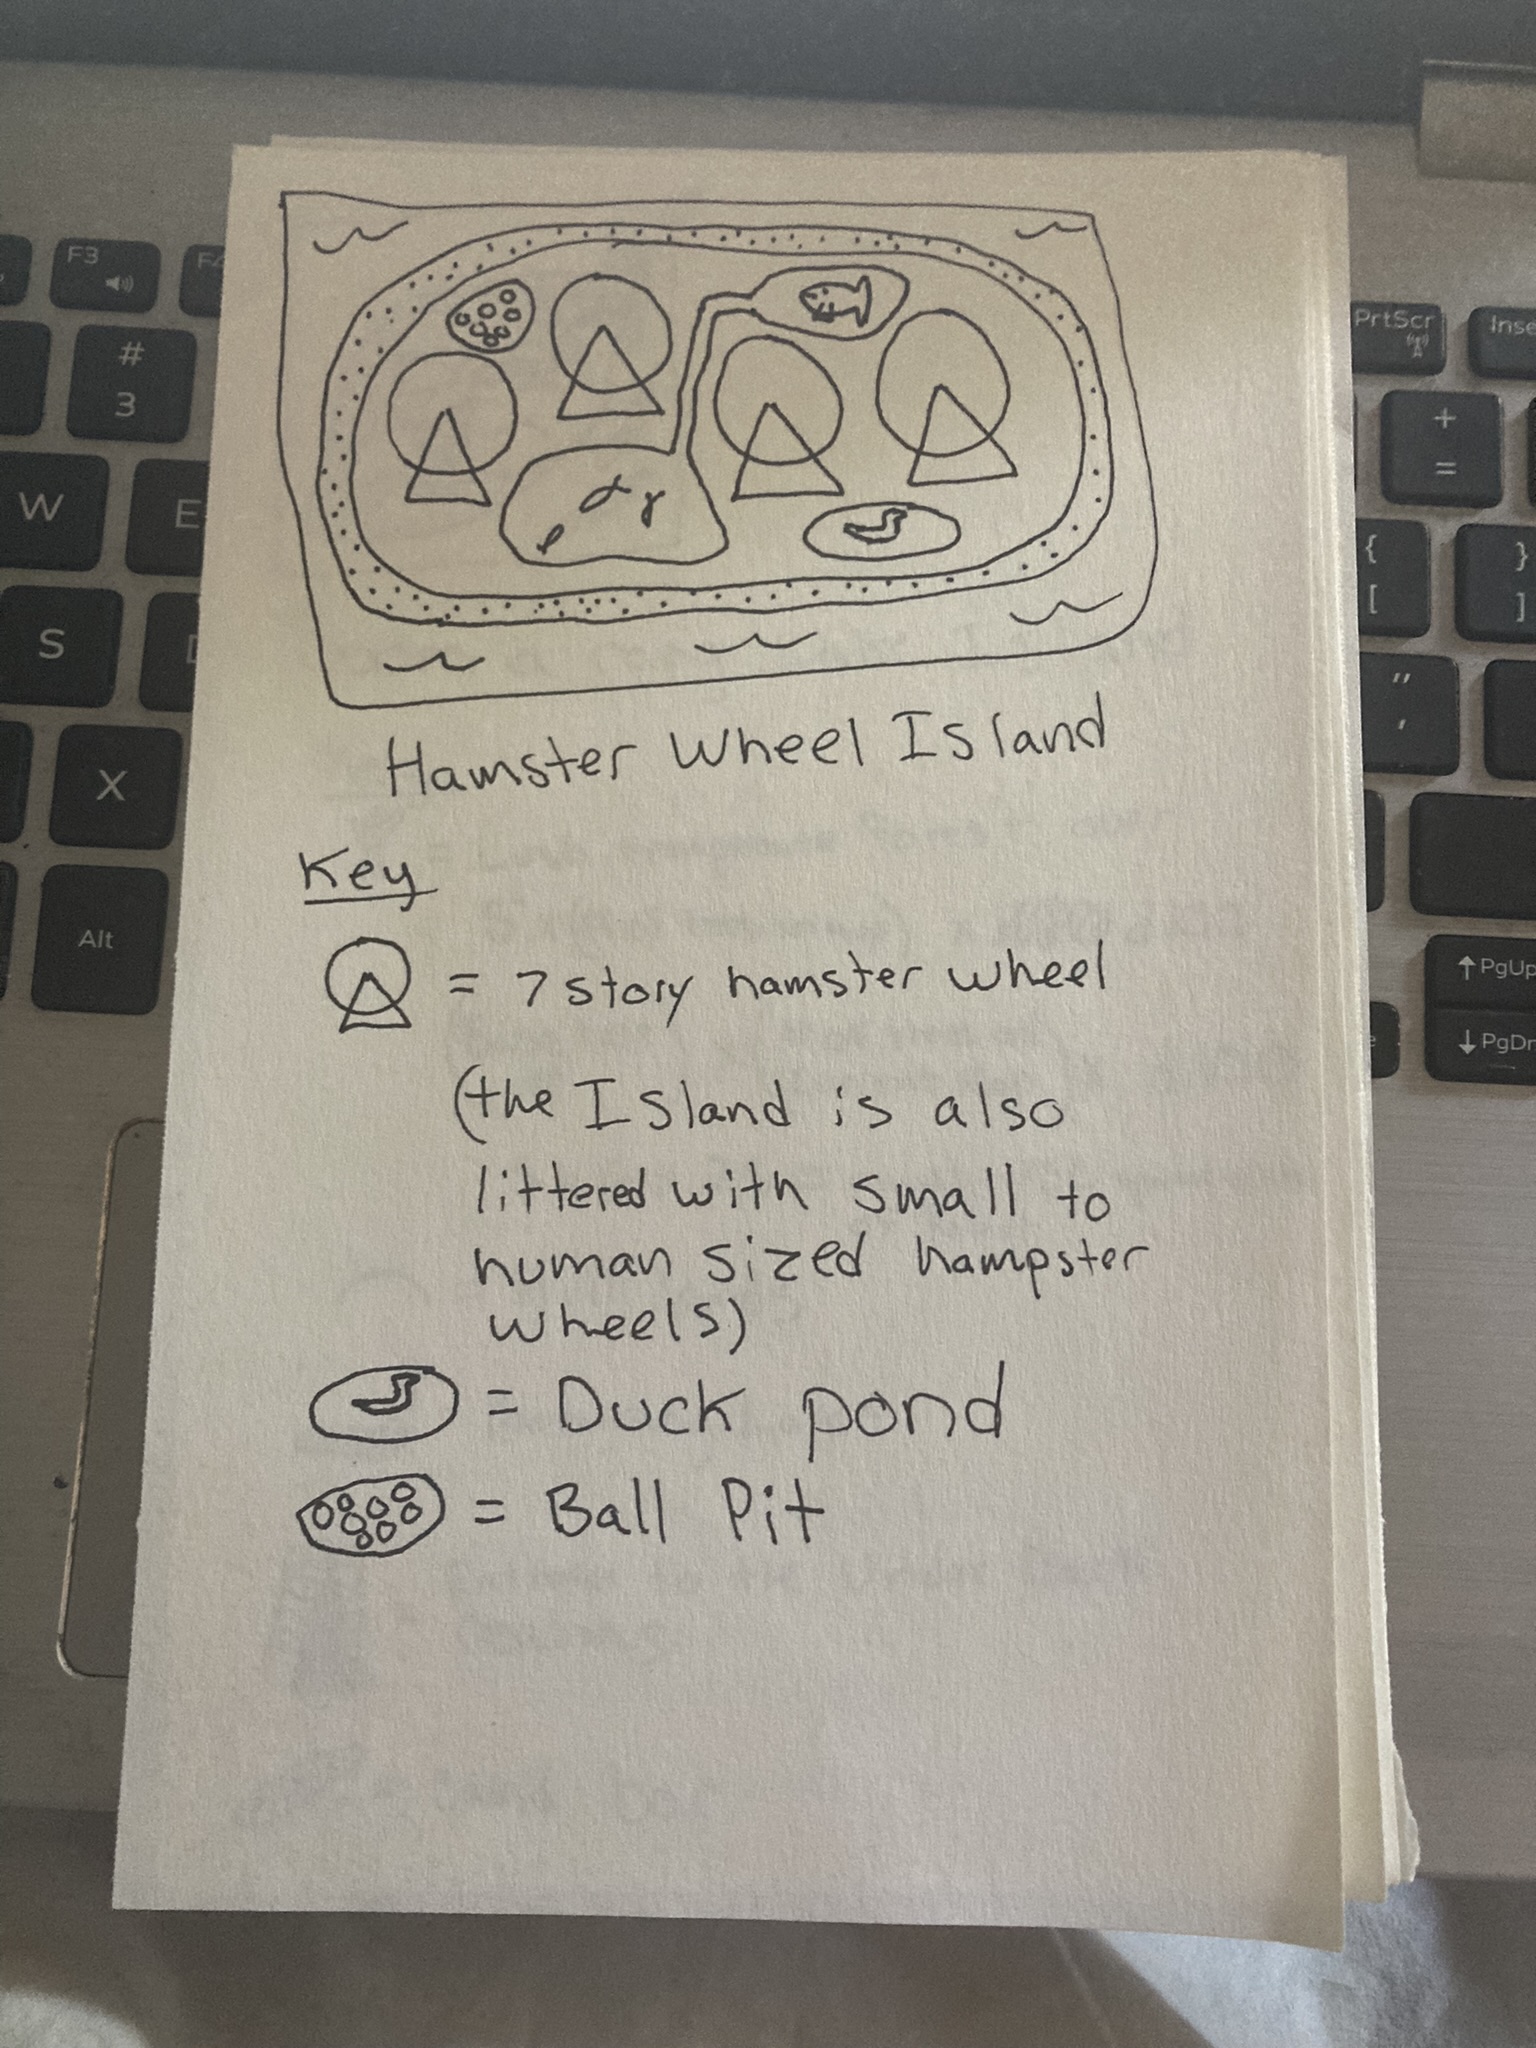 Hamster Wheel Island
Key
= 7 story hamster wheel
(the Island is also
littered with small to
human sized hampster
wheels)
= Duck pond
= Ball Pit
F3
F4
#
3
W
E
S
D
X
Alt
PrtScr
Inse
+
=
{
[
}
]
"
'
PgUp
PgDn